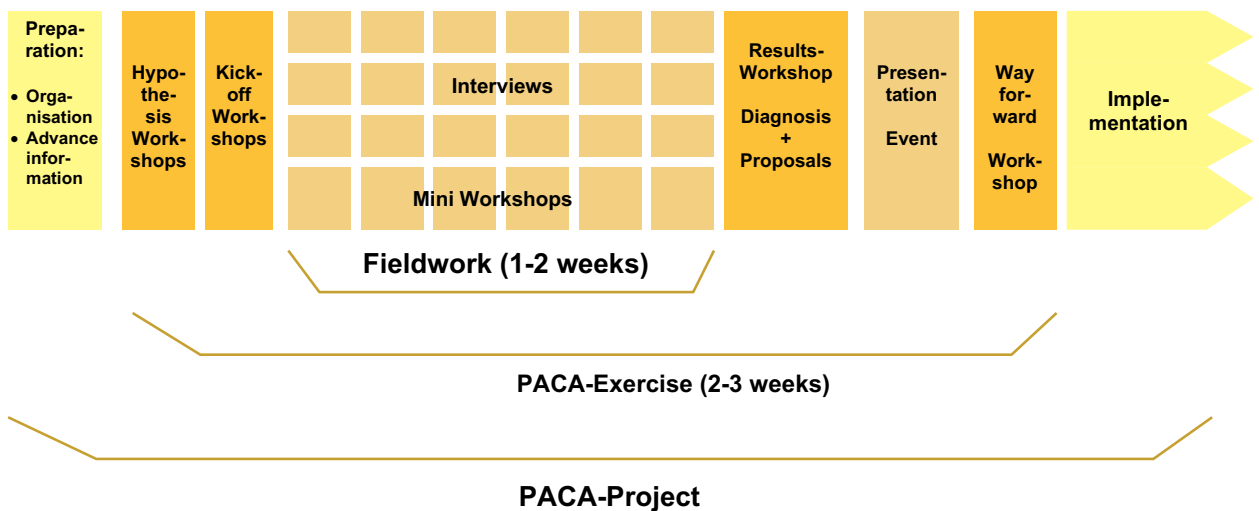 Prepa-
ration:
• Orga-
nisation
• Advance
infor-
mation
Hypo-
the-
sis
Work-
shops
Kick-
off
Work-
shops
Interviews
Mini Workshops
Results-
Workshop
Diagnosis
+
Proposals
Presen-
tation
Event
Way
for-
ward
Work-
shop
Imple-
mentation
Fieldwork (1-2 weeks)
PACA-Exercise (2-3 weeks)
PACA-Project